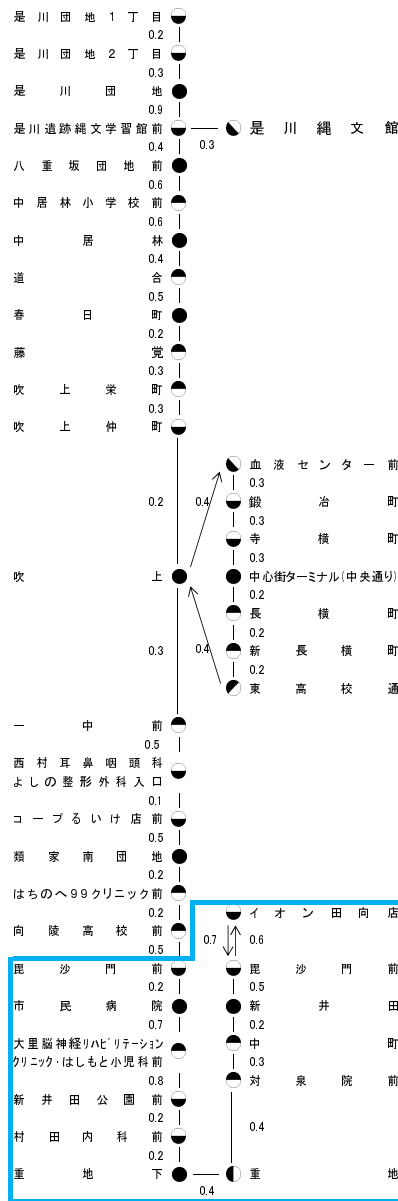 是川団地１丁目
0.2
是川団地２丁目
0.3
是川団地
0.9
是川遺跡縄文学習館前
0.3
是川縄文館
0.4
八重坂団地前
0.6
中居林小学校前
0.6
中居林
0.4
道合
0.5
春日町
0.2
藤覚
0.3
吹上栄町
0.3
吹上仲町
0.2
吹上
0.3
一中前
0.5
西村耳鼻咽頭科
よしの整形外科入口
0.1
コープるいけ店前
0.5
類家南団地
0.2
はちのへ99クリニック前
0.2
向陵高校前
0.5
毘沙門前
0.2
市民病院
0.7
大里脳神経リハビリテーション
クリニック・はしもと小児科前
0.8
新井田公園前
0.2
村田内科前
0.2
重地下
0.4
0.4
血液センター前
0.3
鍛冶町
0.3
寺横町
0.3
中心街ターミナル(中央通り)
0.2
長横町
0.2
新長横町
0.2
東高校通
0.4
イオン田向店
0.7
0.6
毘沙門前
0.5
新井田
0.2
中町
0.3
対泉院前
0.4
重地